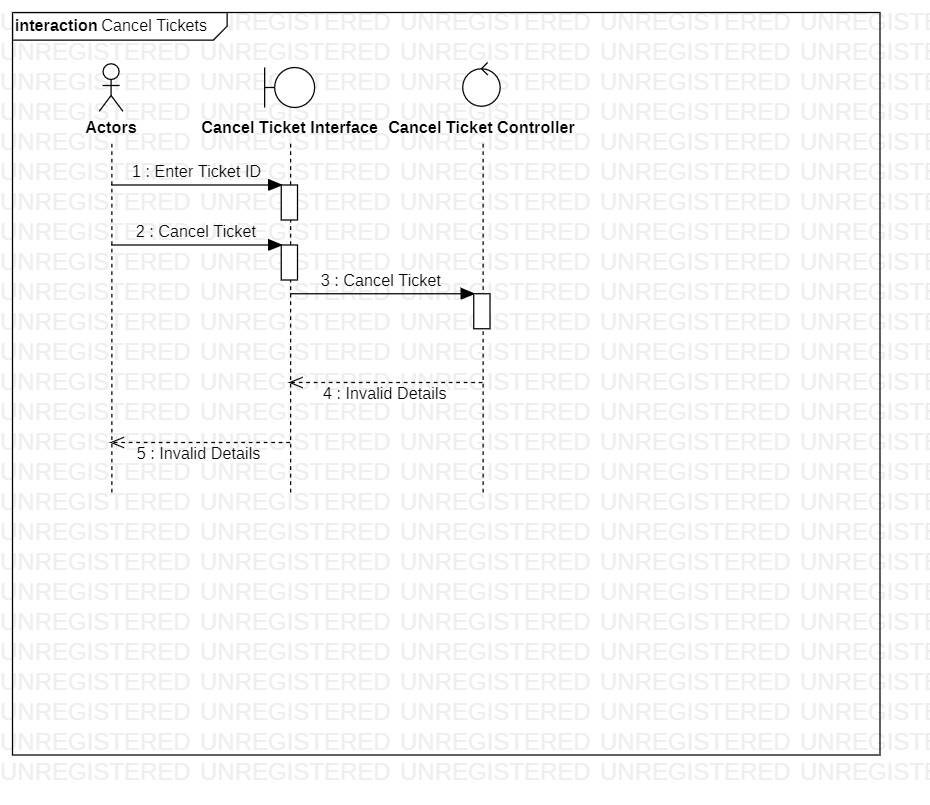 interaction Cancel Tickets
Actors
Cancel Ticket Interface
Cancel Ticket Controller
1 : Enter Ticket ID
2 : Cancel Ticket
3 : Cancel Ticket
4 : Invalid Details
5 : Invalid Details
UNREGISTERED